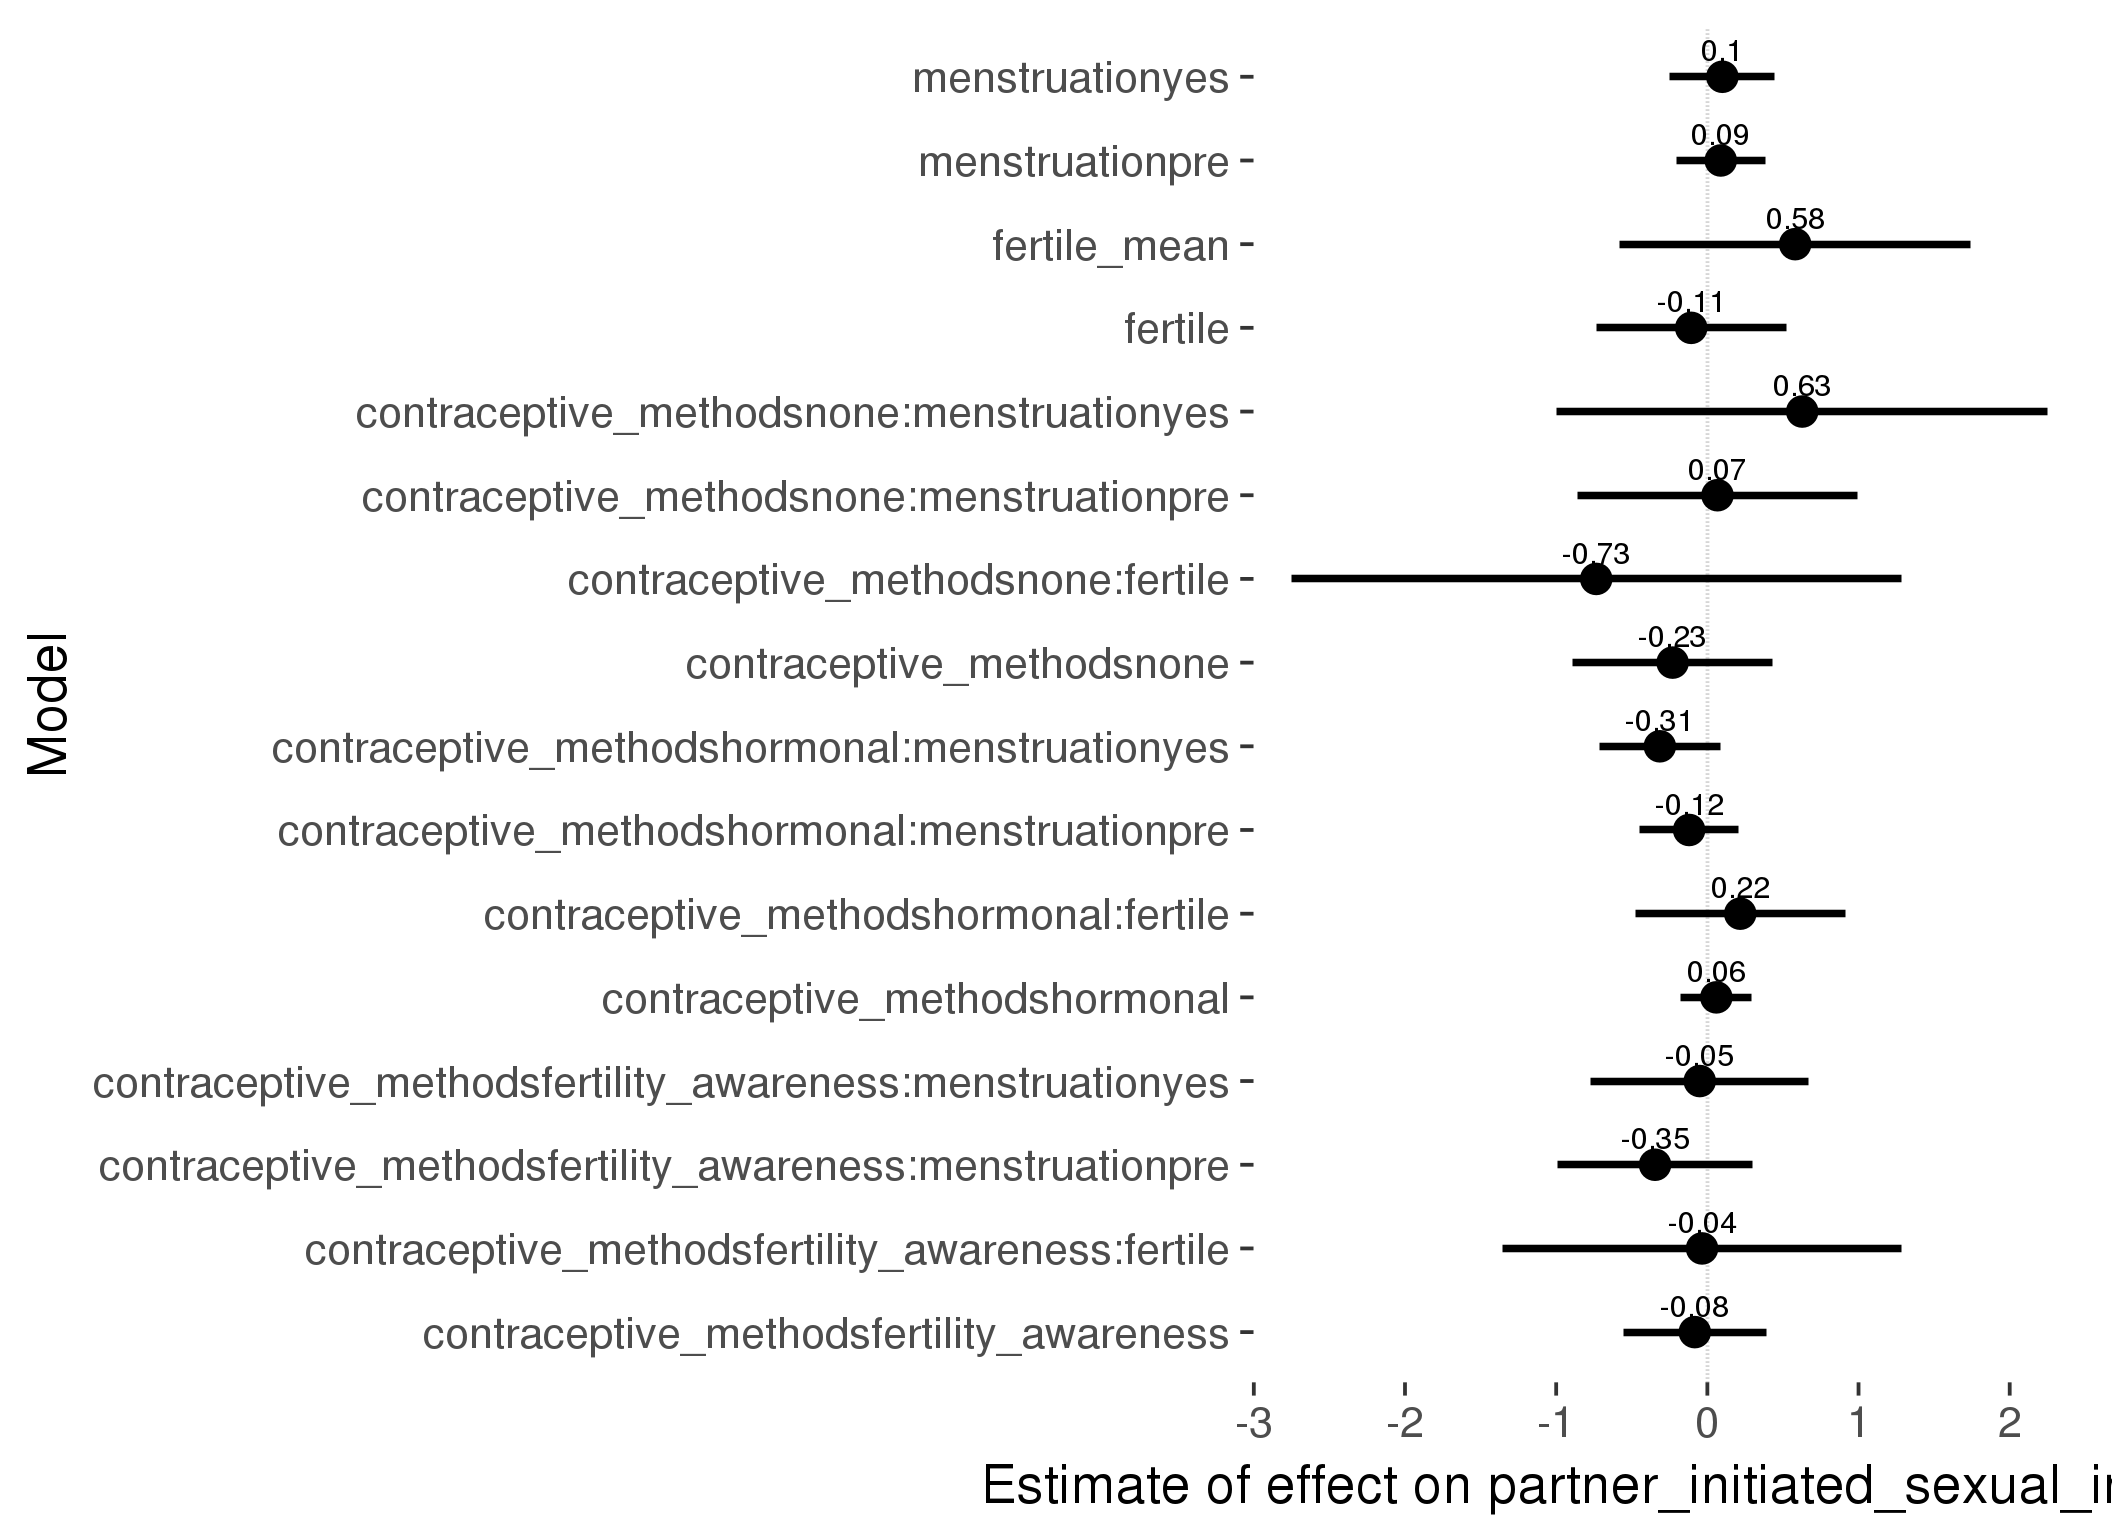 0.1
menstruationyes
0.09
menstruationpre
0.58
fertile_mean
-0.11
fertile
0.63
contraceptive_methodsnone:menstruationyes
0.07
contraceptive_methodsnone:menstruationpre
-0.73
contraceptive_methodsnone:fertile
-0.23
contraceptive_methodsnone
-0.31
contraceptive_methodshormonal:menstruationyes
-0.12
contraceptive_methodshormonal:menstruationpre
0.22
contraceptive_methodshormonal:fertile
0.06
contraceptive_methodshormonal
-0.05
contraceptive_methodsfertility_awareness:menstruationyes
-0.35
contraceptive_methodsfertility_awareness:menstruationpre
-0.04
contraceptive_methodsfertility_awareness:fertile
-0.08
contraceptive_methodsfertility_awareness
Model
-3 -2 -1 0 1 2
Estimate of effect on partner_initiated_sexual_i